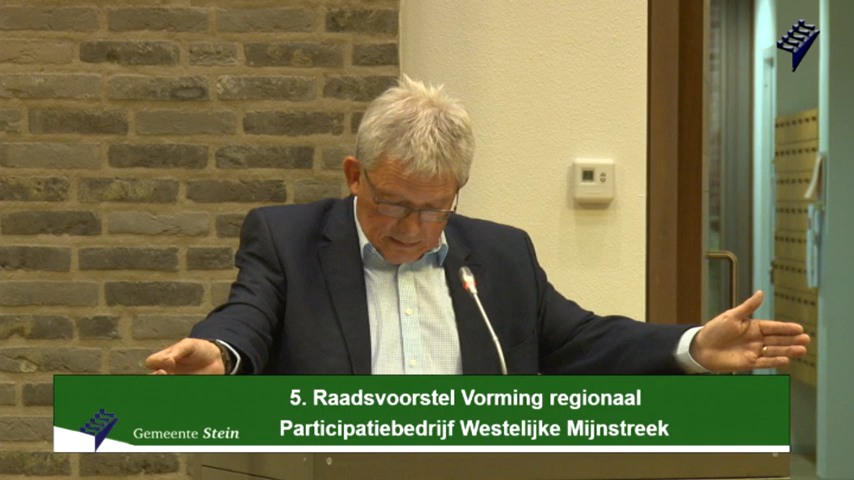 5. Raadsvoorstel Vorming regionaal
Participatiebedrijf Westelijke Mijnstreek
Gemeente Stein